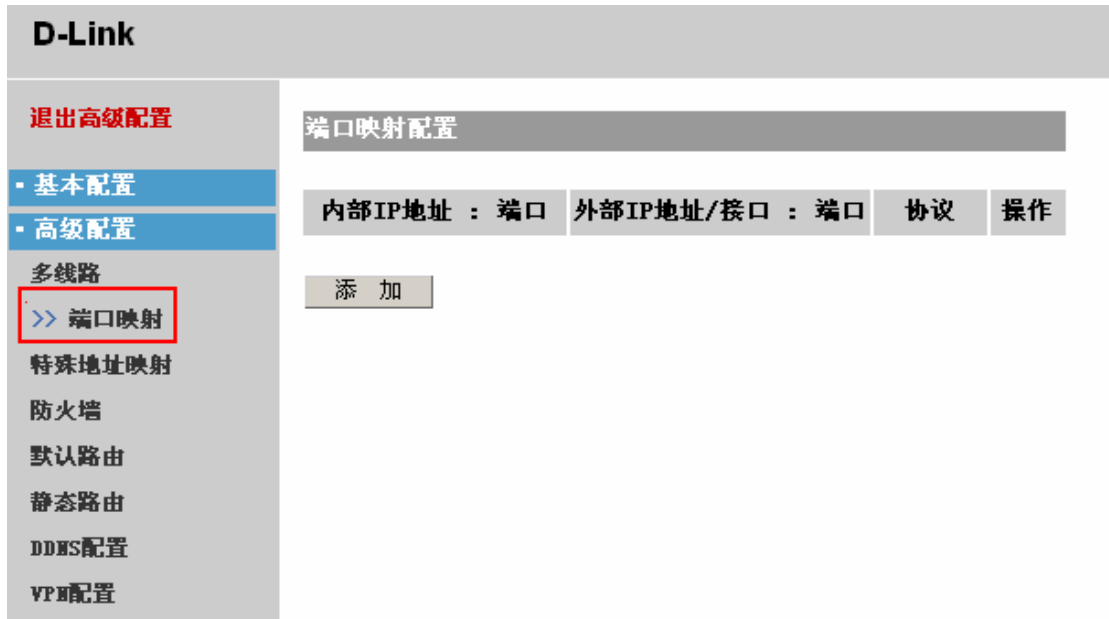 D-Link
退出高级配置
▪ 基本配置
▪ 高级配置
多线路
>> 端口映射
特殊地址映射
防火墙
默认路由
静态路由
DDNS配置
VPN配置
端口映射配置
内部IP地址 : 端口 外部IP地址/接口 : 端口 协议 操作
添 加